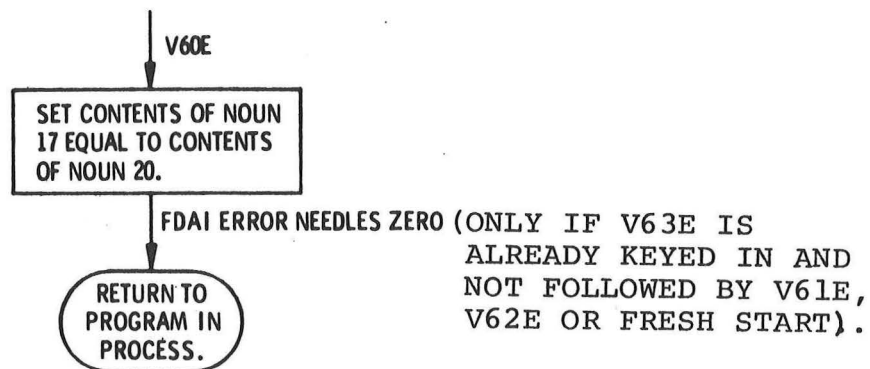 V60E
SET CONTENTS OF NOUN
17 EQUAL TO CONTENTS
OF NOUN 20.
FDAI ERROR NEEDLES ZERO (ONLY IF V63E IS
ALREADY KEYED IN AND
NOT FOLLOWED BY V61E,
V62E OR FRESH START).
RETURN TO
PROGRAM IN
PROCESS.